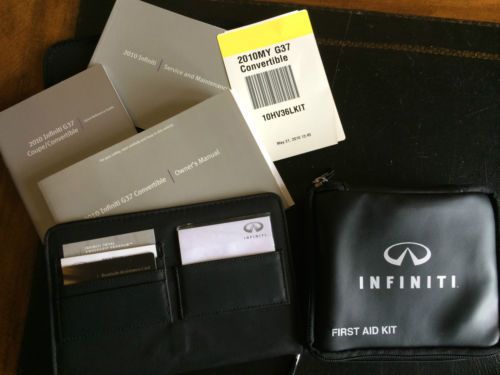 2010 Infiniti
Service and Maintenance
2010MY G37
Convertible
10HV36LKIT
May 21, 2010
2010 Infiniti G37
Coupe/Convertible
2010 Infiniti G37 Convertible
Owner's Manual
INFINITI
FIRST AID KIT